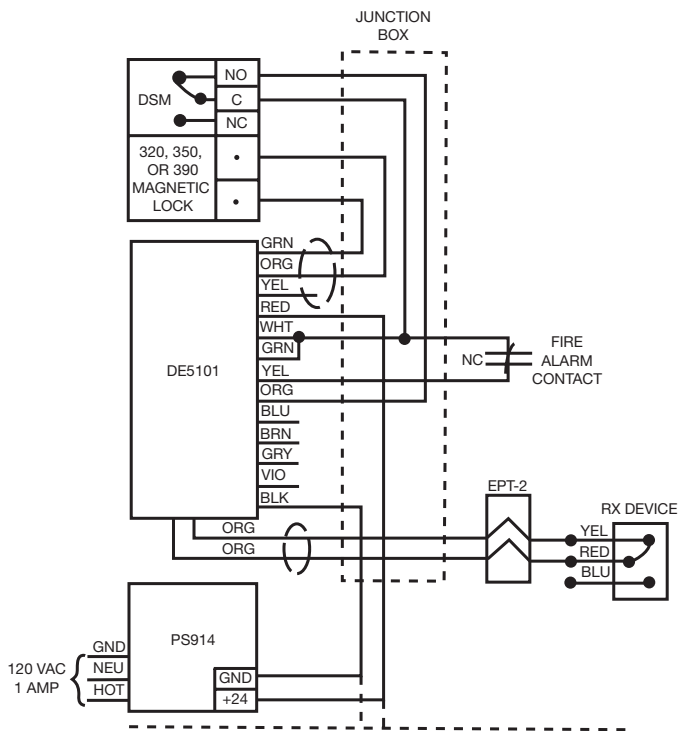 JUNCTION
BOX
DSM
NO
C
NC
320, 350,
OR 390
MAGNETIC
LOCK
GRN
ORG
YEL
RED
WHT
GRN
YEL
ORG
BLU
BRN
GRY
VIO
BLK
DE5101
NC
FIRE
ALARM
CONTACT
ORG
ORG
EPT-2
RX DEVICE
YEL
RED
BLU
PS914
GND
+24
120 VAC
1 AMP
GND
NEU
HOT